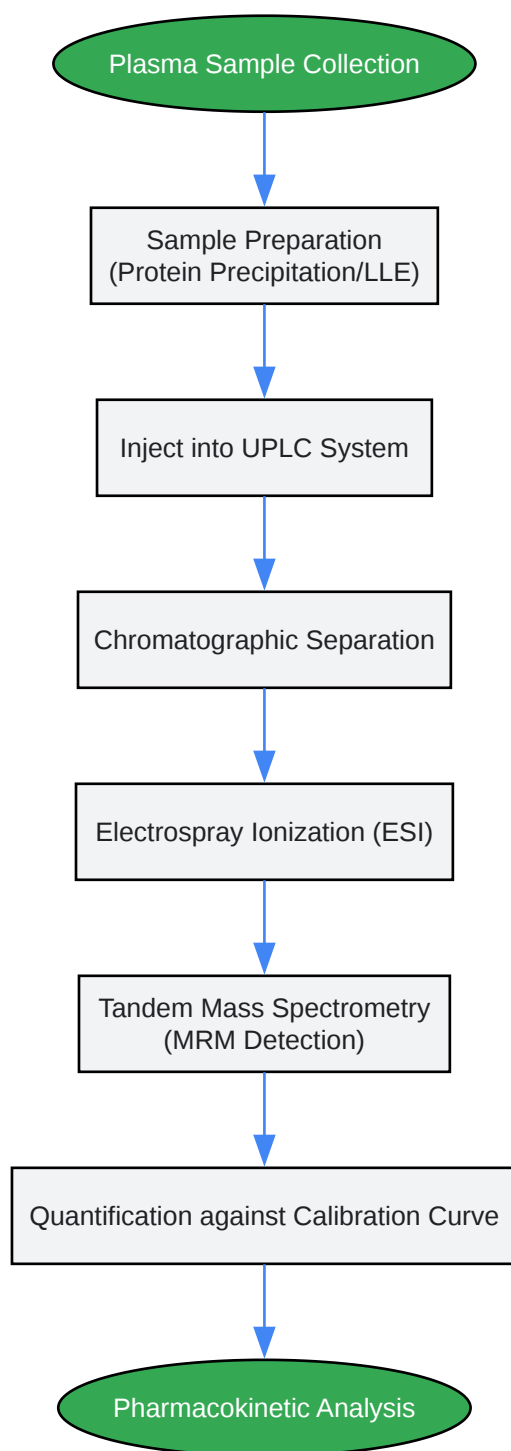 Plasma Sample Collection
Sample Preparation
(Protein Precipitation/LLE)
Inject into UPLC System
Chromatographic Separation
Electrospray Ionization (ESI)
Tandem Mass Spectrometry
(MRM Detection)
Quantification against Calibration Curve
Pharmacokinetic Analysis